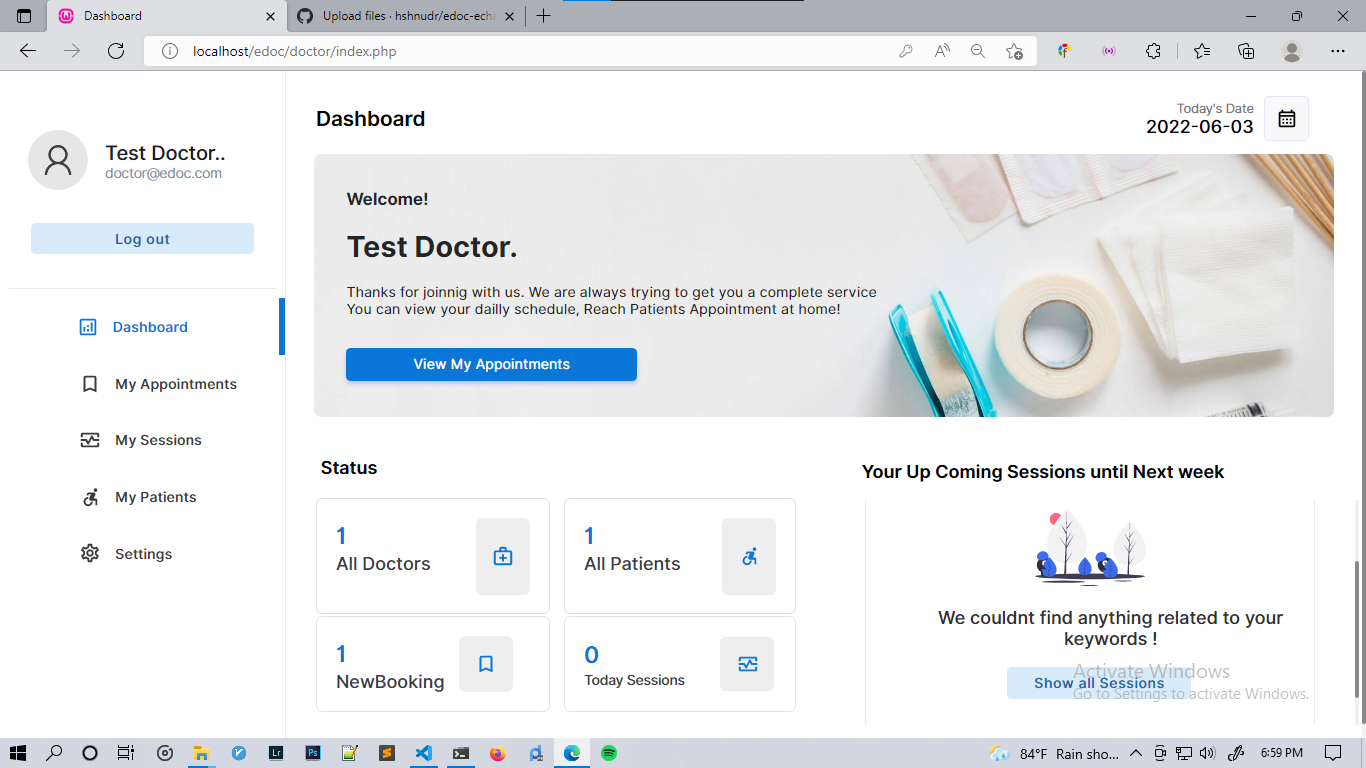 Dashboard
Upload files · hshnudr/edoc-echa
localhost/edoc/doctor/index.php
Test Doctor..
doctor@edoc.com
Log out
Dashboard
My Appointments
My Sessions
My Patients
Settings
Dashboard
Today's Date
2022-06-03
Welcome!
Test Doctor.
Thanks for joinnig with us. We are always trying to get you a complete service
You can view your dailly schedule, Reach Patients Appointment at home!
View My Appointments
Status
1
All Doctors
1
All Patients
1
NewBooking
0
Today Sessions
Your Up Coming Sessions until Next week
We couldnt find anything related to your
keywords !
Show all Sessions
Activate Windows
Go to Settings to activate Windows.
Lr
Ps
84°F Rain sho...
6:59 PM